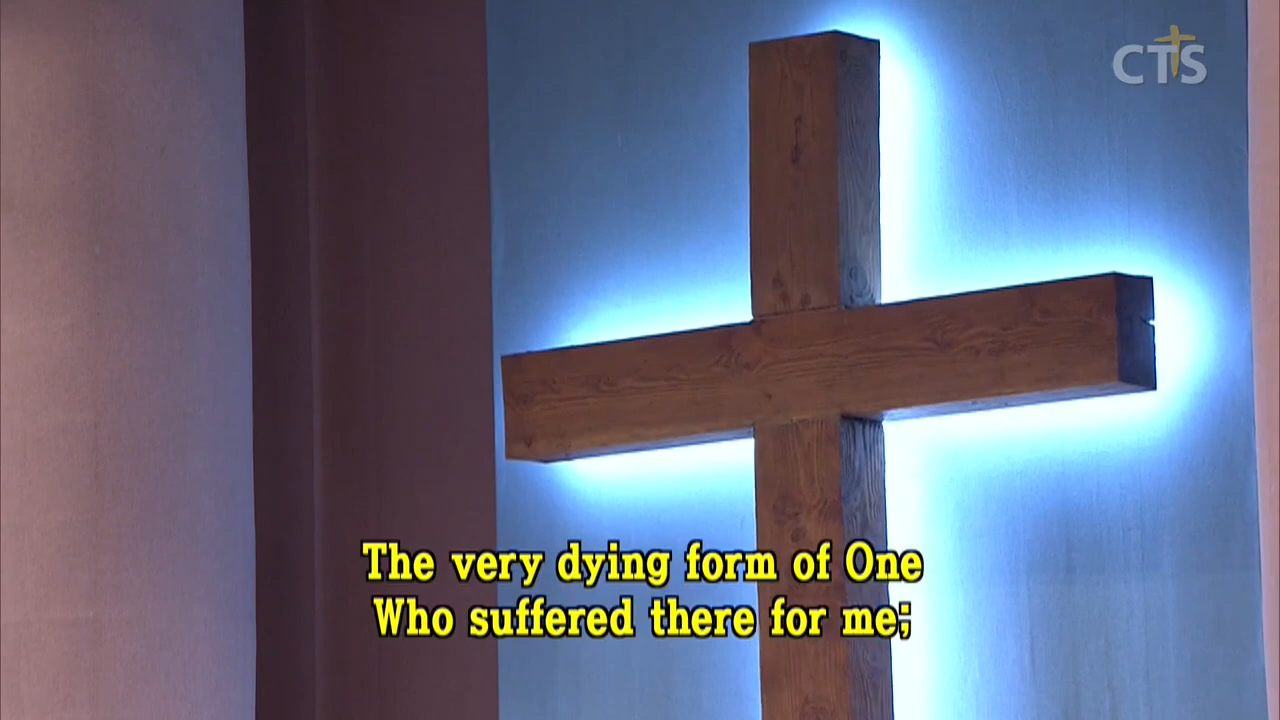 CTS
The very dying form of One
Who suffered there for me;